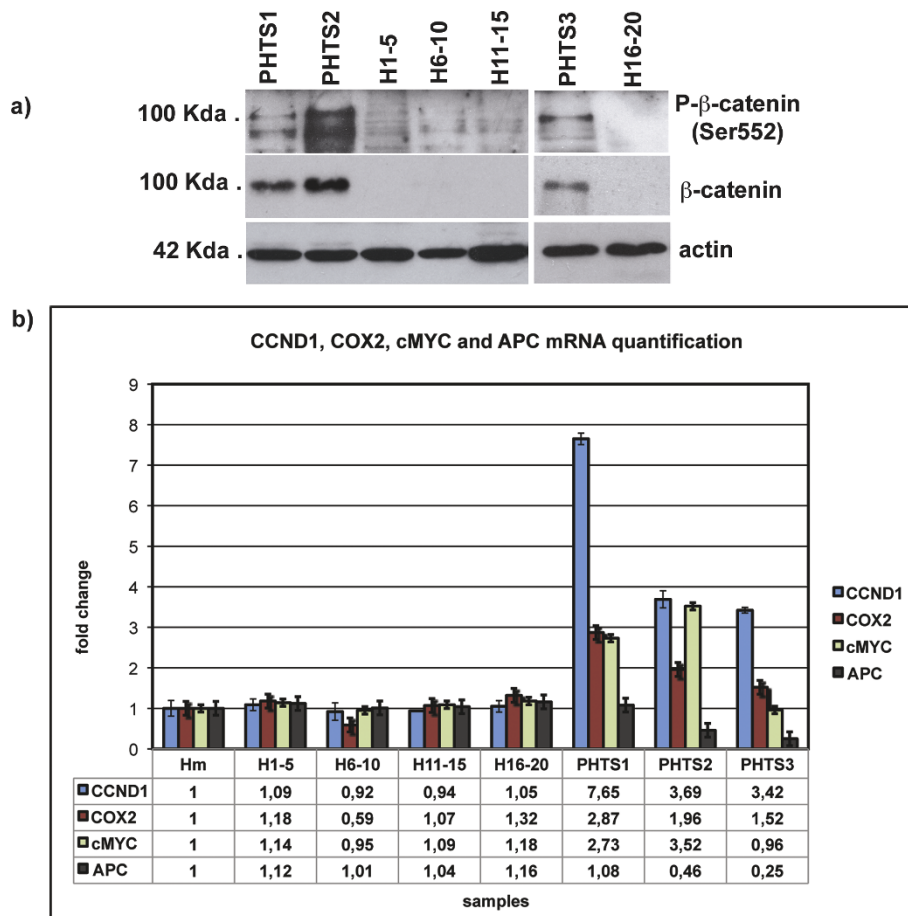 PHTS1 PHTS2 H1-5 H6-10 H11-15 PHTS3 H16-20
a)
100 Kda . P-β-catenin
(Ser552)
100 Kda . β-catenin
42 Kda . actin
b)
CCND1, COX2, cMYC and APC mRNA quantification
9
8
7
6
5
4
3
2
1
0
fold change
CCND1
COX2
cMYC
APC
Hm H1-5 H6-10 H11-15 H16-20 PHTS1 PHTS2 PHTS3
CCND1 1 1,09 0,92 0,94 1,05 7,65 3,69 3,42
COX2 1 1,18 0,59 1,07 1,32 2,87 1,96 1,52
cMYC 1 1,14 0,95 1,09 1,18 2,73 3,52 0,96
APC 1 1,12 1,01 1,04 1,16 1,08 0,46 0,25
samples